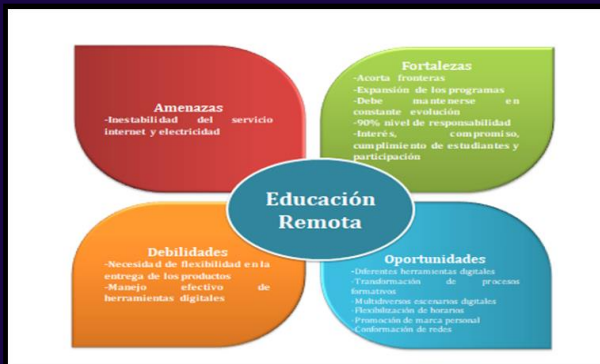 Amenazas
-Inestabilidad del servicio
internet y electricidad
Fortalezas
-Acorta fronteras
-Expansión de los programas
-Debe mantenerse en
constante evolución
-90% nivel de responsabilidad
-Interés, compromiso,
cumplimiento de estudiantes y
participación
Educación
Remota
Debilidades
-Necesidad de flexibilidad en la
entrega de los productos
-Manejo efectivo de
herramientas digitales
Oportunidades
-Diferentes herramientas digitales
-Transformación de procesos
formativos
-Multidiversos escenarios digitales
-Flexibilización de horarios
-Promoción de marca personal
-Conformación de redes